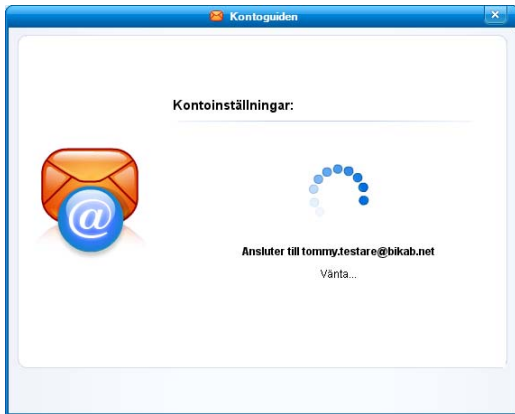 Kontoguiden
Kontoinställningar:
@
Ansluter till tommy.testare@bikab.net
Vänta...